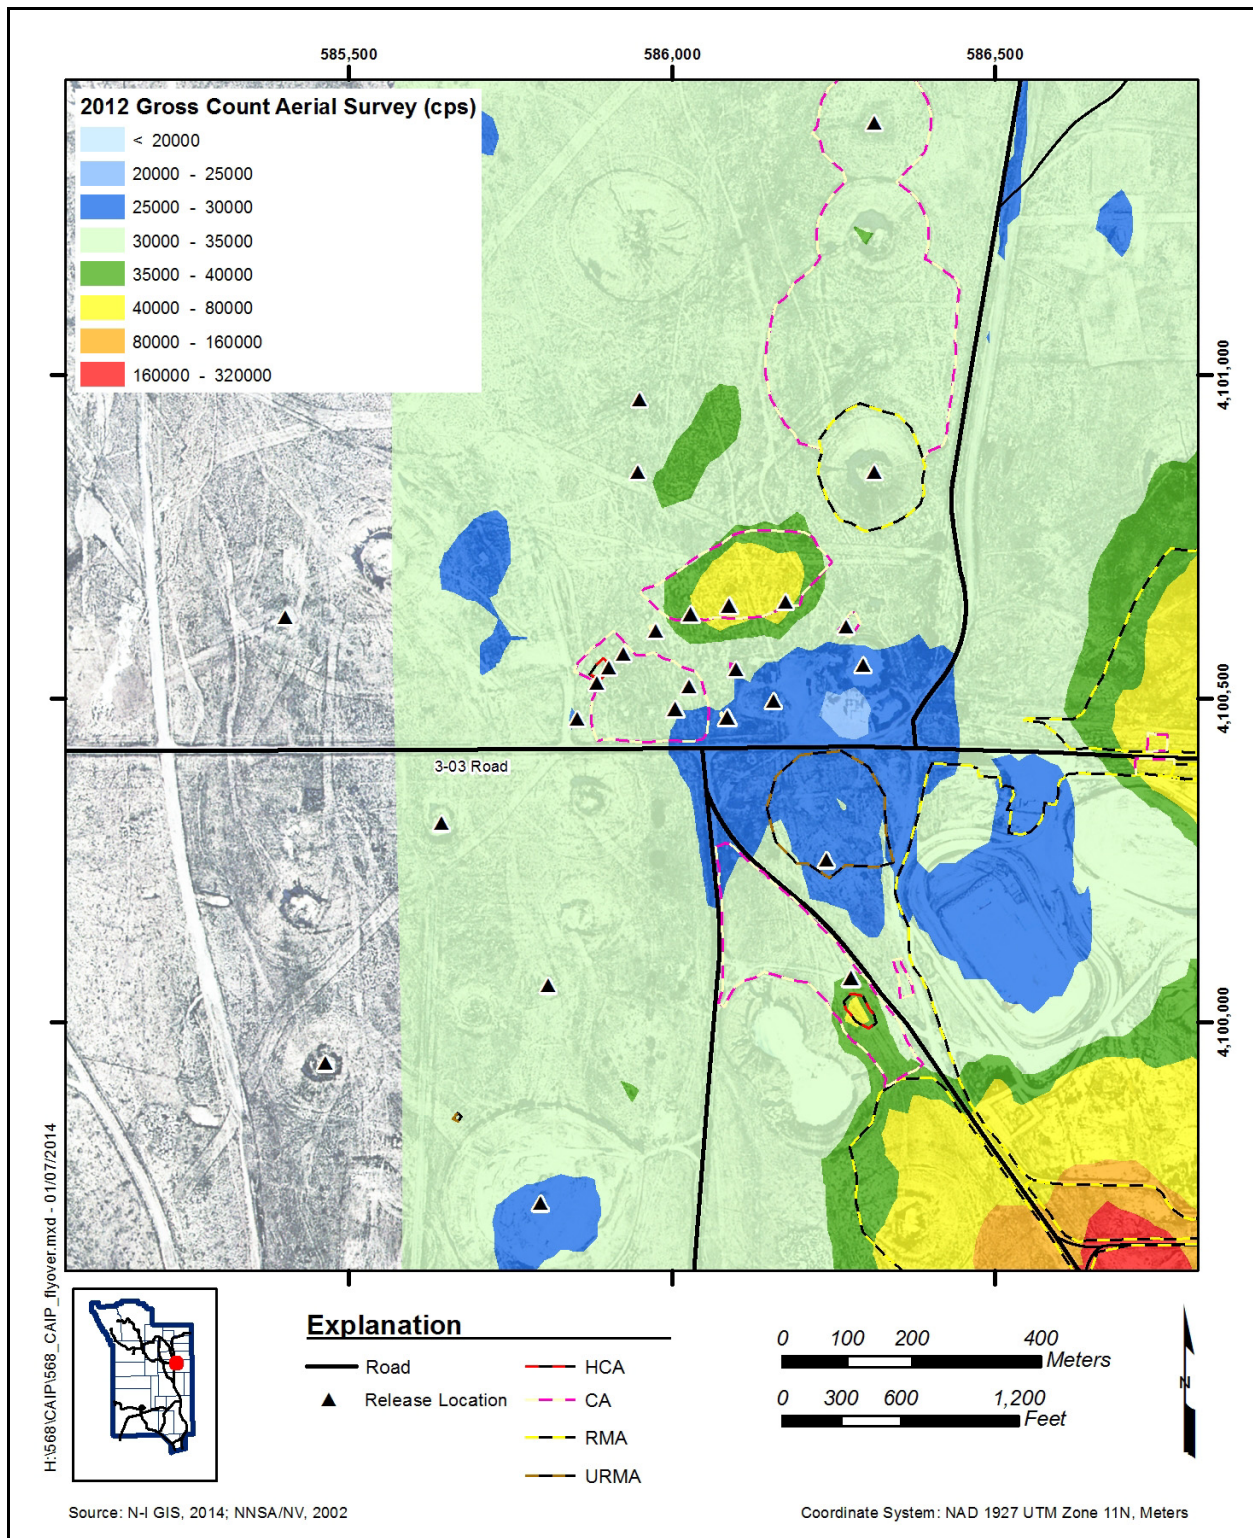 585,500
586,000
586,500
2012 Gross Count Aerial Survey (cps)
< 20000
20000 - 25000
25000 - 30000
30000 - 35000
35000 - 40000
40000 - 80000
80000 - 160000
160000 - 320000
4,101,000
4,100,500
4,100,000
3-03 Road
H:\568\CAIP\568_CAIP_flyover.mxd - 01/07/2014
Explanation
Road
Release Location
HCA
CA
RMA
URMA
0 100 200 400
Meters
0 300 600 1,200
Feet
N
Source: N-I GIS, 2014; NNSA/NV, 2002
Coordinate System: NAD 1927 UTM Zone 11N, Meters